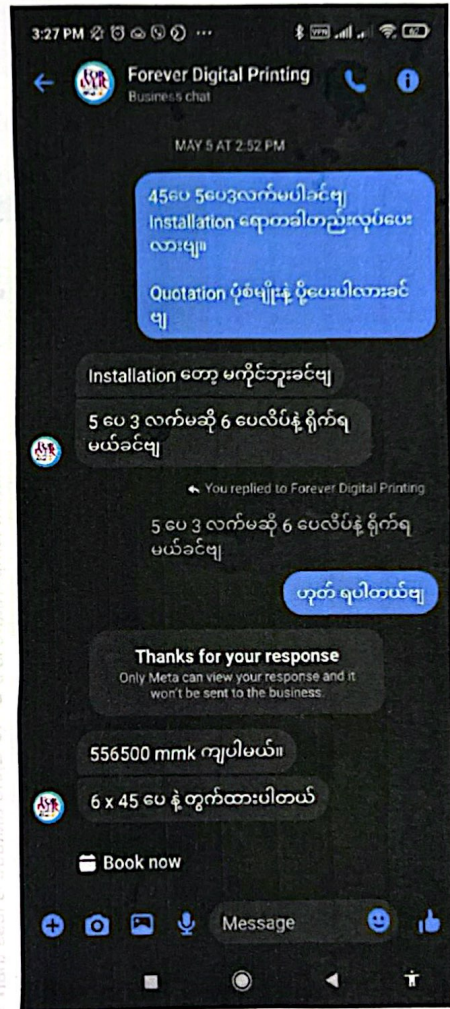 3:27 PM
Forever Digital Printing
Business chat
MAY 5 AT 2:52 PM
45ပေ 5ပေ3လက်မပါခင်ဗျ
Installation ရောတခါတည်းလုပ်ပေး
လားဗျ။
Quotation ပုံစံမျိုးနဲ့ ပို့ပေးပါလားခင်
ဗျ
Installation တော့ မကိုင်ဘူးခင်ဗျ
5 ပေ 3 လက်မဆို 6 ပေလိပ်နဲ့ ရိုက်ရ
မယ်ခင်ဗျ
You replied to Forever Digital Printing
5 ပေ 3 လက်မဆို 6 ပေလိပ်နဲ့ ရိုက်ရ
မယ်ခင်ဗျ
ဟုတ် ရပါတယ်ဗျ
Thanks for your response
Only Meta can view your response and it
won't be sent to the business.
556500 mmk ကျပါမယ်။
6 x 45 ပေ နဲ့ တွက်ထားပါတယ်
Book now
Message